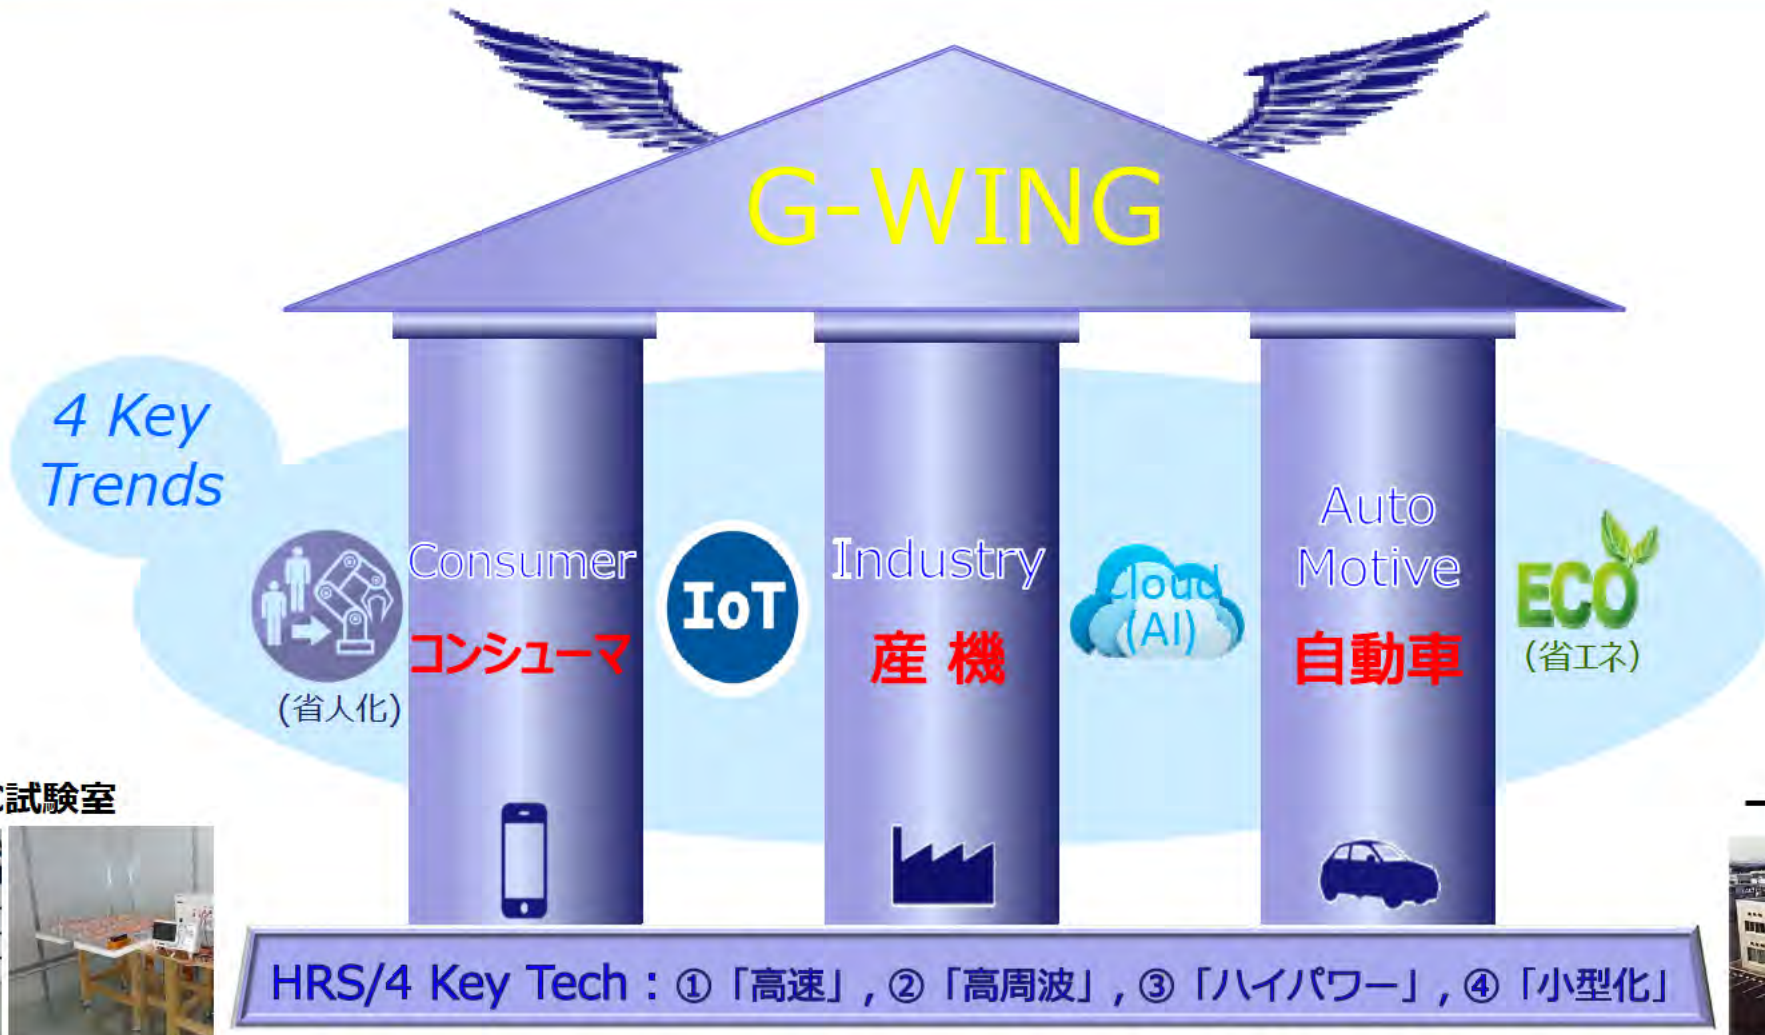 G-WING
4 Key
Trends
Consumer
コンシューマ
(省人化)
IoT
Industry
産 機
Cloud
(AI)
Auto
Motive
自動車
ECO
(省エネ)
試験室
HRS/4 Key Tech : ①「高速」, ②「高周波」, ③「ハイパワー」, ④「小型化」